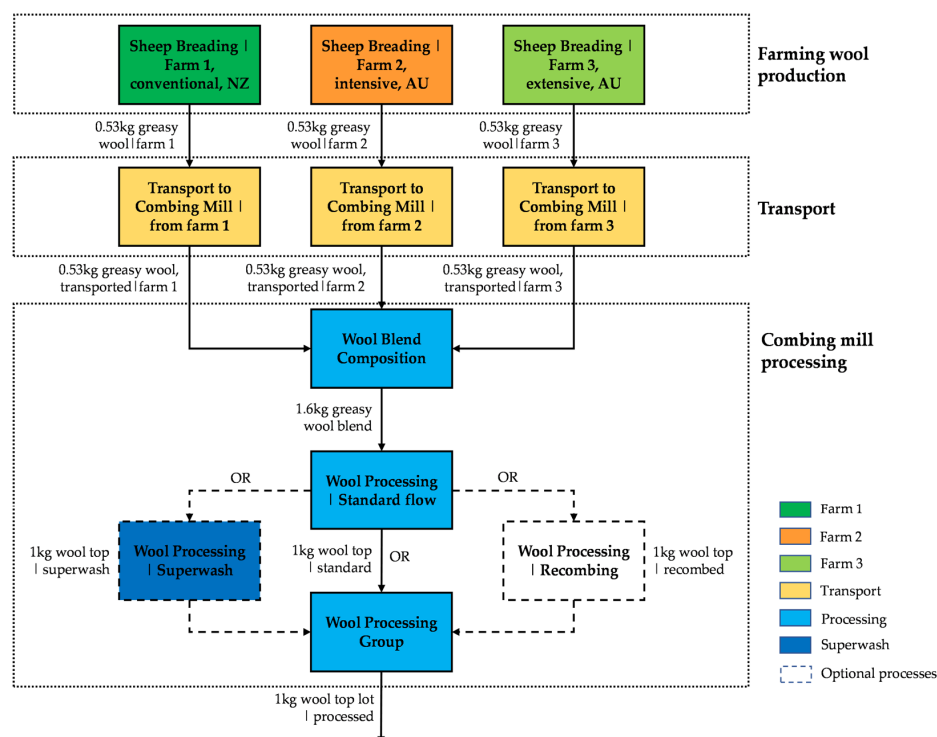 Sheep Breading |
Farm 1,
conventional, NZ
Sheep Breading |
Farm 2,
intensive, AU
Sheep Breading |
Farm 3,
extensive, AU
Farming wool
production
0.53kg greasy
wool|farm 1
0.53kg greasy
wool|farm 2
0.53kg greasy
wool|farm 3
Transport to
Combing Mill |
from farm 1
Transport to
Combing Mill |
from farm 2
Transport to
Combing Mill |
from farm 3
Transport
0.53kg greasy wool,
transported|farm 1
0.53kg greasy wool,
transported|farm 2
0.53kg greasy wool,
transported|farm 3
Wool Blend
Composition
Combing mill
processing
1.6kg greasy
wool blend
OR
Wool Processing
| Standard flow
OR
1kg wool top
| superwash
Wool Processing
| Superwash
1kg wool top
| standard
OR
Wool Processing
| Recombing
1kg wool top
| recombed
Wool Processing
Group
1kg wool top lot
| processed
Farm 1
Farm 2
Farm 3
Transport
Processing
Superwash
Optional processes